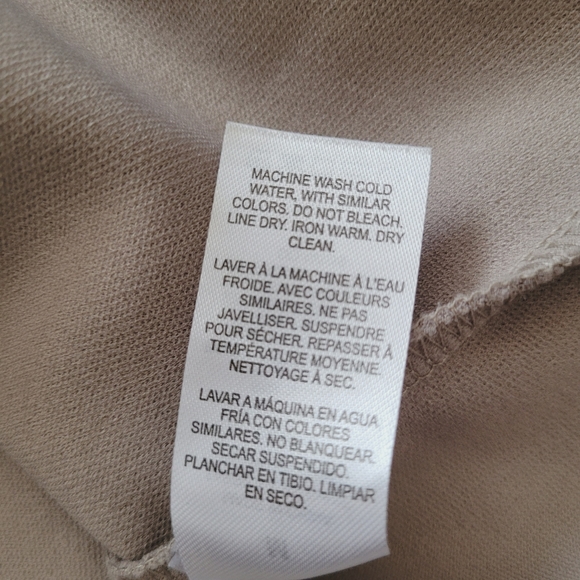 MACHINE WASH COLD
WATER, WITH SIMILAR
COLORS. DO NOT BLEACH.
LINE DRY. IRON WARM. DRY
CLEAN.
LAVER À LA MACHINE À L'EAU
FROIDE. AVEC COULEURS
SIMILAIRES. NE PAS
JAVELLISER. SUSPENDRE
POUR SÉCHER. REPASSER À
TEMPÉRATURE MOYENNE.
NETTOYAGE À SEC.
LAVAR A MÁQUINA EN AGUA
FRÍA CON COLORES
SIMILARES. NO BLANQUEAR.
SECAR SUSPENDIDO.
PLANCHAR EN TIBIO. LIMPIAR
EN SECO.